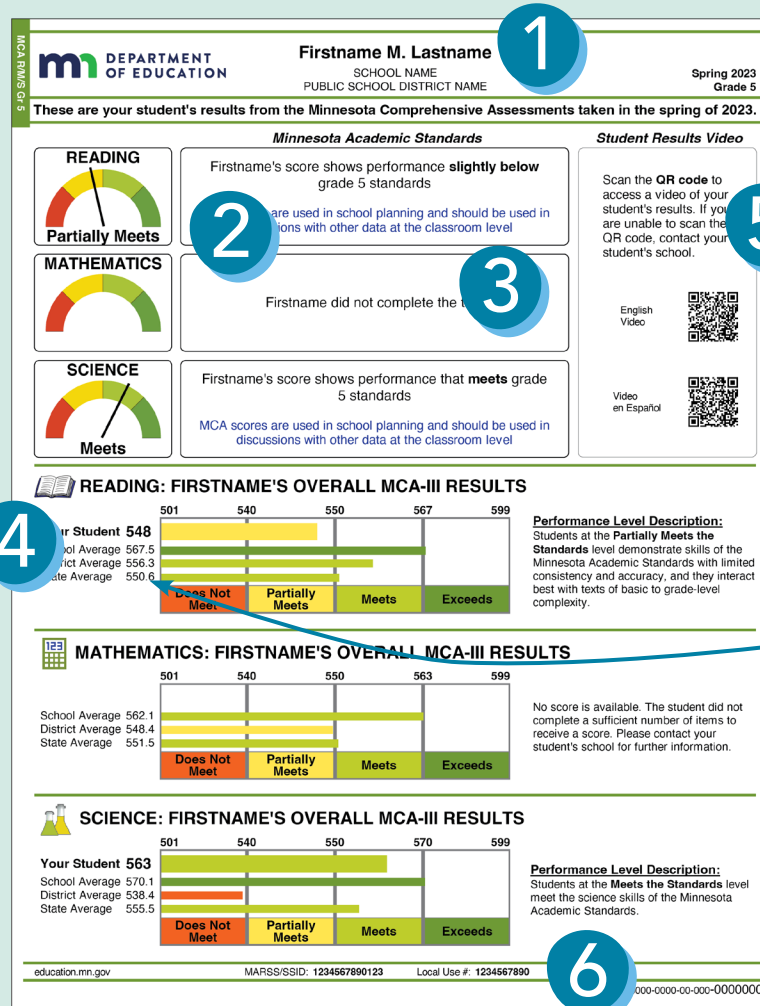 1
MCA R/M/S Gr 5
mn DEPARTMENT
OF EDUCATION
Firstname M. Lastname
SCHOOL NAME
PUBLIC SCHOOL DISTRICT NAME
Spring 2023
Grade 5
These are your student's results from the Minnesota Comprehensive Assessments taken in the spring of 2023.
Minnesota Academic Standards
Student Results Video
READING
Partially Meets
Firstname's score shows performance slightly below
grade 5 standards
2
are used in school planning and should be used in
with other data at the classroom level
Scan the QR code to
access a video of your
student's results. If you
are unable to scan the
QR code, contact your
student's school.
5
MATHEMATICS
Firstname did not complete the
3
English
Video
SCIENCE
Meets
Firstname's score shows performance that meets grade
5 standards
MCA scores are used in school planning and should be used in
discussions with other data at the classroom level
Video
en Español
READING: FIRSTNAME'S OVERALL MCA-III RESULTS
501 540 550 567 599
4
Student 548
Average 567.5
Average 556.3
Average 550.6
Does Not
Meet
Partially
Meets
Meets
Exceeds
Performance Level Description:
Students at the Partially Meets the
Standards level demonstrate skills of the
Minnesota Academic Standards with limited
consistency and accuracy, and they interact
best with texts of basic to grade-level
complexity.
123
MATHEMATICS: FIRSTNAME'S OVERALL MCA-III RESULTS
501 540 550 563 599
School Average 562.1
District Average 548.4
State Average 551.5
Does Not
Meet
Partially
Meets
Meets
Exceeds
No score is available. The student did not
complete a sufficient number of items to
receive a score. Please contact your
student's school for further information.
SCIENCE: FIRSTNAME'S OVERALL MCA-III RESULTS
501 540 550 570 599
Your Student 563
School Average 570.1
District Average 538.4
State Average 555.5
Does Not
Meet
Partially
Meets
Meets
Exceeds
Performance Level Description:
Students at the Meets the Standards level
meet the science skills of the Minnesota
Academic Standards.
education.mn.gov MARSS/SSID: 1234567890123 Local Use #: 1234567890
6
000-0000-00-000-0000000